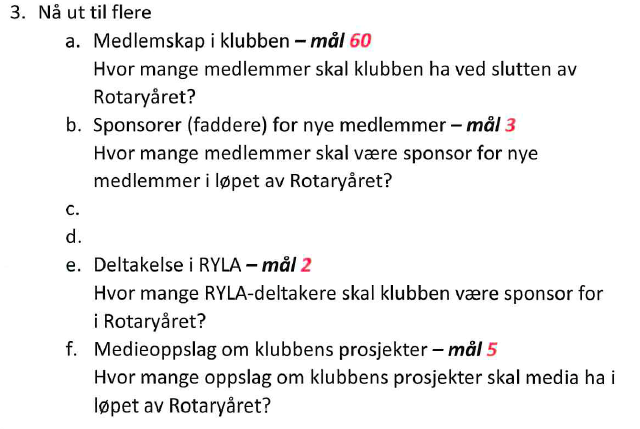 3. Nå ut til flere
a. Medlemskap i klubben – mål 60
Hvor mange medlemmer skal klubben ha ved slutten av
Rotaryåret?
b. Sponsorer (faddere) for nye medlemmer – mål 3
Hvor mange medlemmer skal være sponsor for nye
medlemmer i løpet av Rotaryåret?
c.
d.
e. Deltakelse i RYLA – mål 2
Hvor mange RYLA-deltakere skal klubben være sponsor for
i Rotaryåret?
f. Medieoppslag om klubbens prosjekter – mål 5
Hvor mange oppslag om klubbens prosjekter skal media ha i
løpet av Rotaryåret?